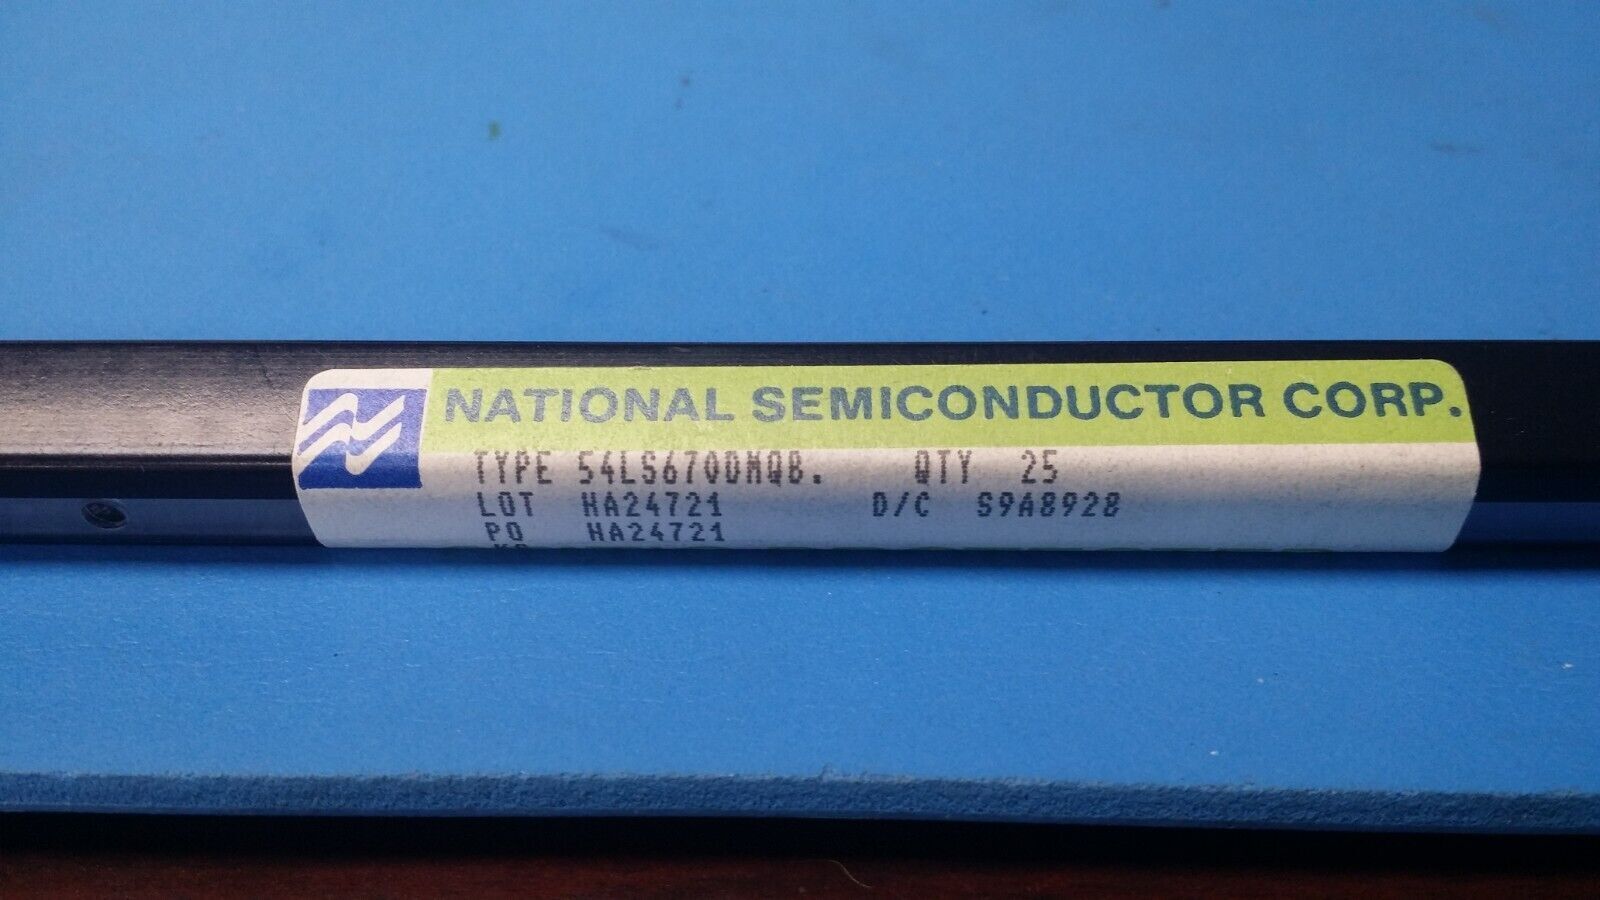 NATIONAL SEMICONDUCTOR CORP.
TYPE 54LS670DMQB. QTY 25
LOT HA24721 D/C S9A8928
PO HA24721